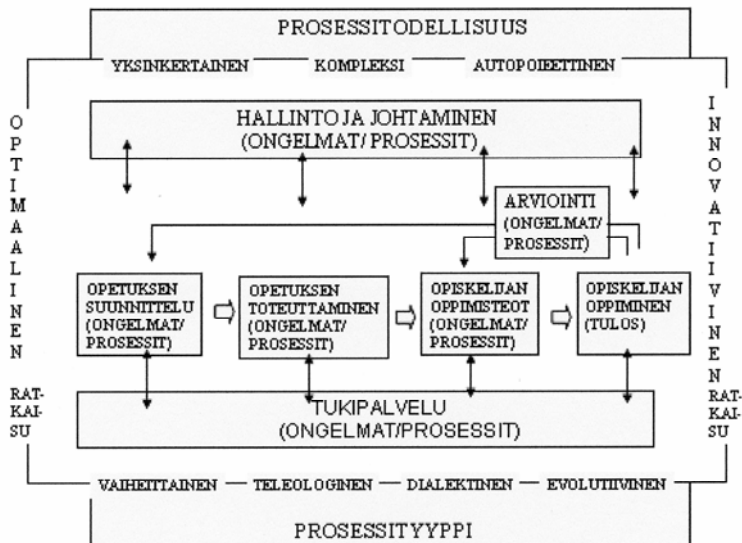 PROSESSITODELLISUUS
YKSINKERTAINEN KOMPLEKSI AUTOPOIEETTINEN
OPTIMAALINEN
RAT-
KAI-
SU
HALLINTO JA JOHTAMINEN
(ONGELMAT/ PROSESSIT)
ARVIOINTI
(ONGELMAT/
PROSESSIT)
OPETUKSEN
SUUNNITTELU
(ONGELMAT/
PROSESSIT)
OPETUKSEN
TOTEUTTAMINEN
(ONGELMAT/
PROSESSIT)
OPISKELIJAN
OPPIMISTEOT
(ONGELMAT/
PROSESSIT)
OPISKELIJAN
OPPIMINEN
(TULOS)
TUKIPALVELU
(ONGELMAT/PROSESSIT)
INNOVATIIVINEN
RAT-
KAI-
SU
VAIHEITTAINEN TELEOLOGINEN DIALEKTINEN EVOLUTIIVINEN
PROSESSITYYPPI